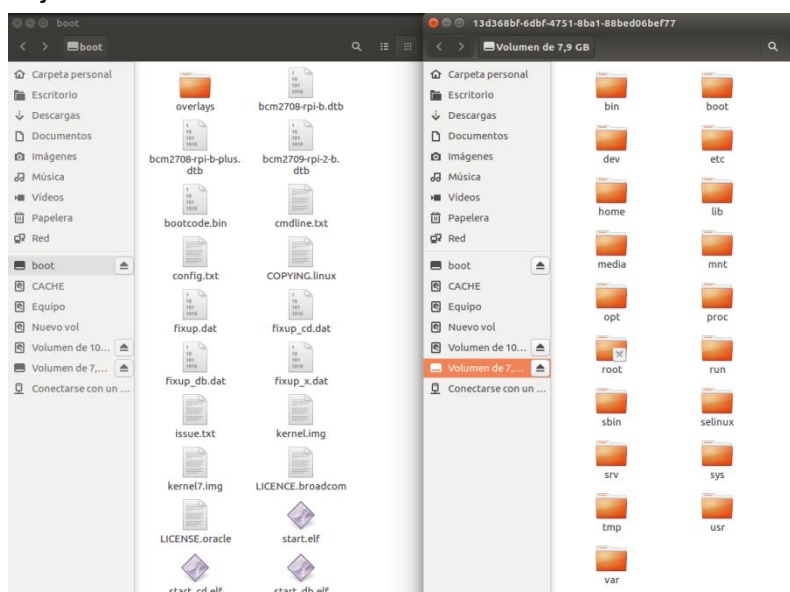 boot
boot
Carpeta personal
Escritorio
Descargas
Documentos
Imágenes
Música
Vídeos
Papelera
Red
boot
CACHE
Equipo
Nuevo vol
Volumen de 10...
Volumen de 7,...
Conectarse con un ...
overlays
bcm2708-rpi-b.dtb
bcm2708-rpi-b-plus.
dtb
bcm2709-rpi-2-b.
dtb
bootcode.bin
cmdline.txt
config.txt
COPYING.linux
fixup.dat
fixup_cd.dat
fixup_db.dat
fixup_x.dat
issue.txt
kernel.img
kernel7.img
LICENCE.broadcom
LICENSE.oracle
start.elf
start_cd.elf
start_db.elf
13d368bf-6dbf-4751-8ba1-88bed06bef77
Volumen de 7,9 GB
Carpeta personal
Escritorio
Descargas
Documentos
Imágenes
Música
Vídeos
Papelera
Red
boot
CACHE
Equipo
Nuevo vol
Volumen de 10...
Volumen de 7,...
Conectarse con un ...
bin
boot
dev
etc
home
lib
media
mnt
opt
proc
root
run
sbin
selinux
srv
sys
tmp
usr
var